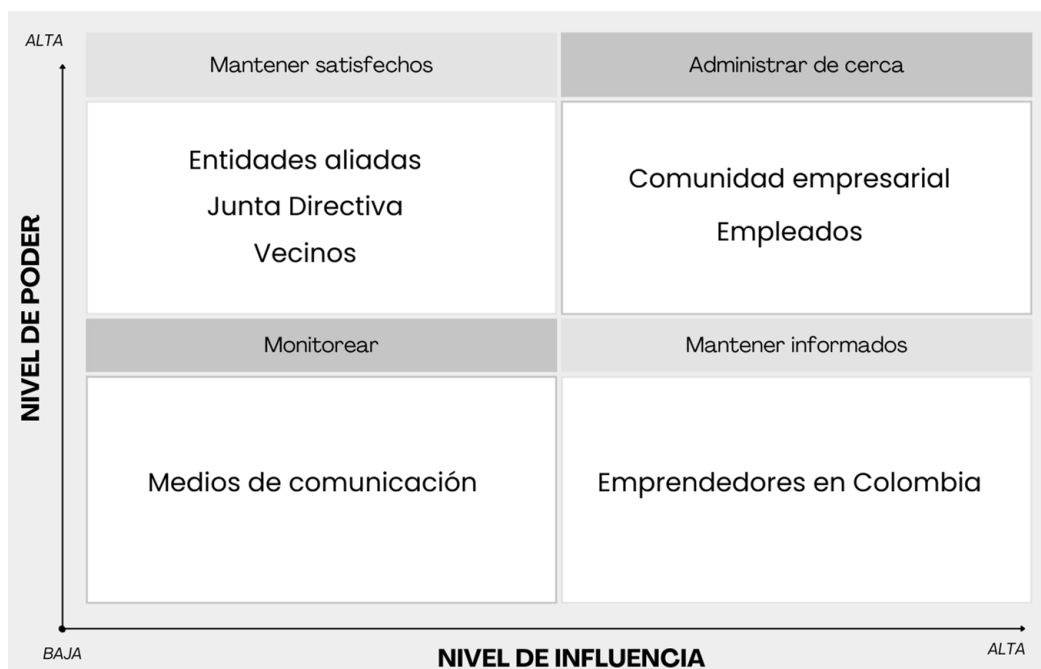 ALTA
Mantener satisfechos
Administrar de cerca
Entidades aliadas
Junta Directiva
Vecinos
Comunidad empresarial
Empleados
NIVEL DE PODER
Monitorear
Mantener informados
Medios de comunicación
Emprendedores en Colombia
BAJA
NIVEL DE INFLUENCIA
ALTA